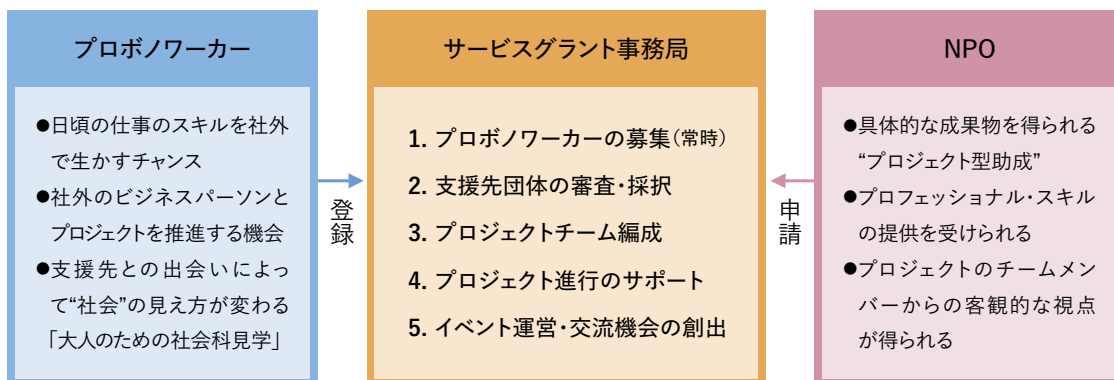 プロボノワーカー
●日頃の仕事のスキルを社外
で生かすチャンス
●社外のビジネスパーソンと
プロジェクトを推進する機会
●支援先との出会いによっ
て“社会”の見え方が変わる
「大人のための社会科見学」
登録
サービスグラント事務局
1. プロボノワーカーの募集(常時)
2. 支援先団体の審査・採択
3. プロジェクトチーム編成
4. プロジェクト進行のサポート
5. イベント運営・交流機会の創出
申請
NPO
●具体的な成果物を得られる
“プロジェクト型助成”
●プロフェッショナル・スキル
の提供を受けられる
●プロジェクトのチームメン
バーからの客観的な視点
が得られる